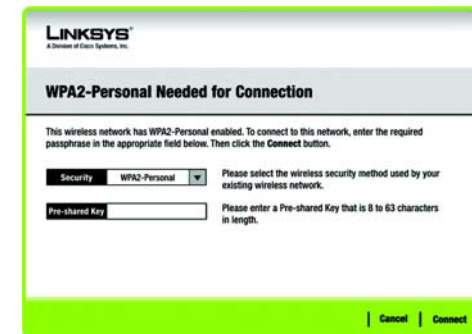 LINKSYS®
A Division of Cisco Systems, Inc.
WPA2-Personal Needed for Connection
This wireless network has WPA2-Personal enabled. To connect to this network, enter the required
passphrase in the appropriate field below. Then click the Connect button.
Security WPA2-Personal
Please select the wireless security method used by your
existing wireless network.
Pre-shared Key
Please enter a Pre-shared Key that is 8 to 63 characters
in length.
Cancel Connect